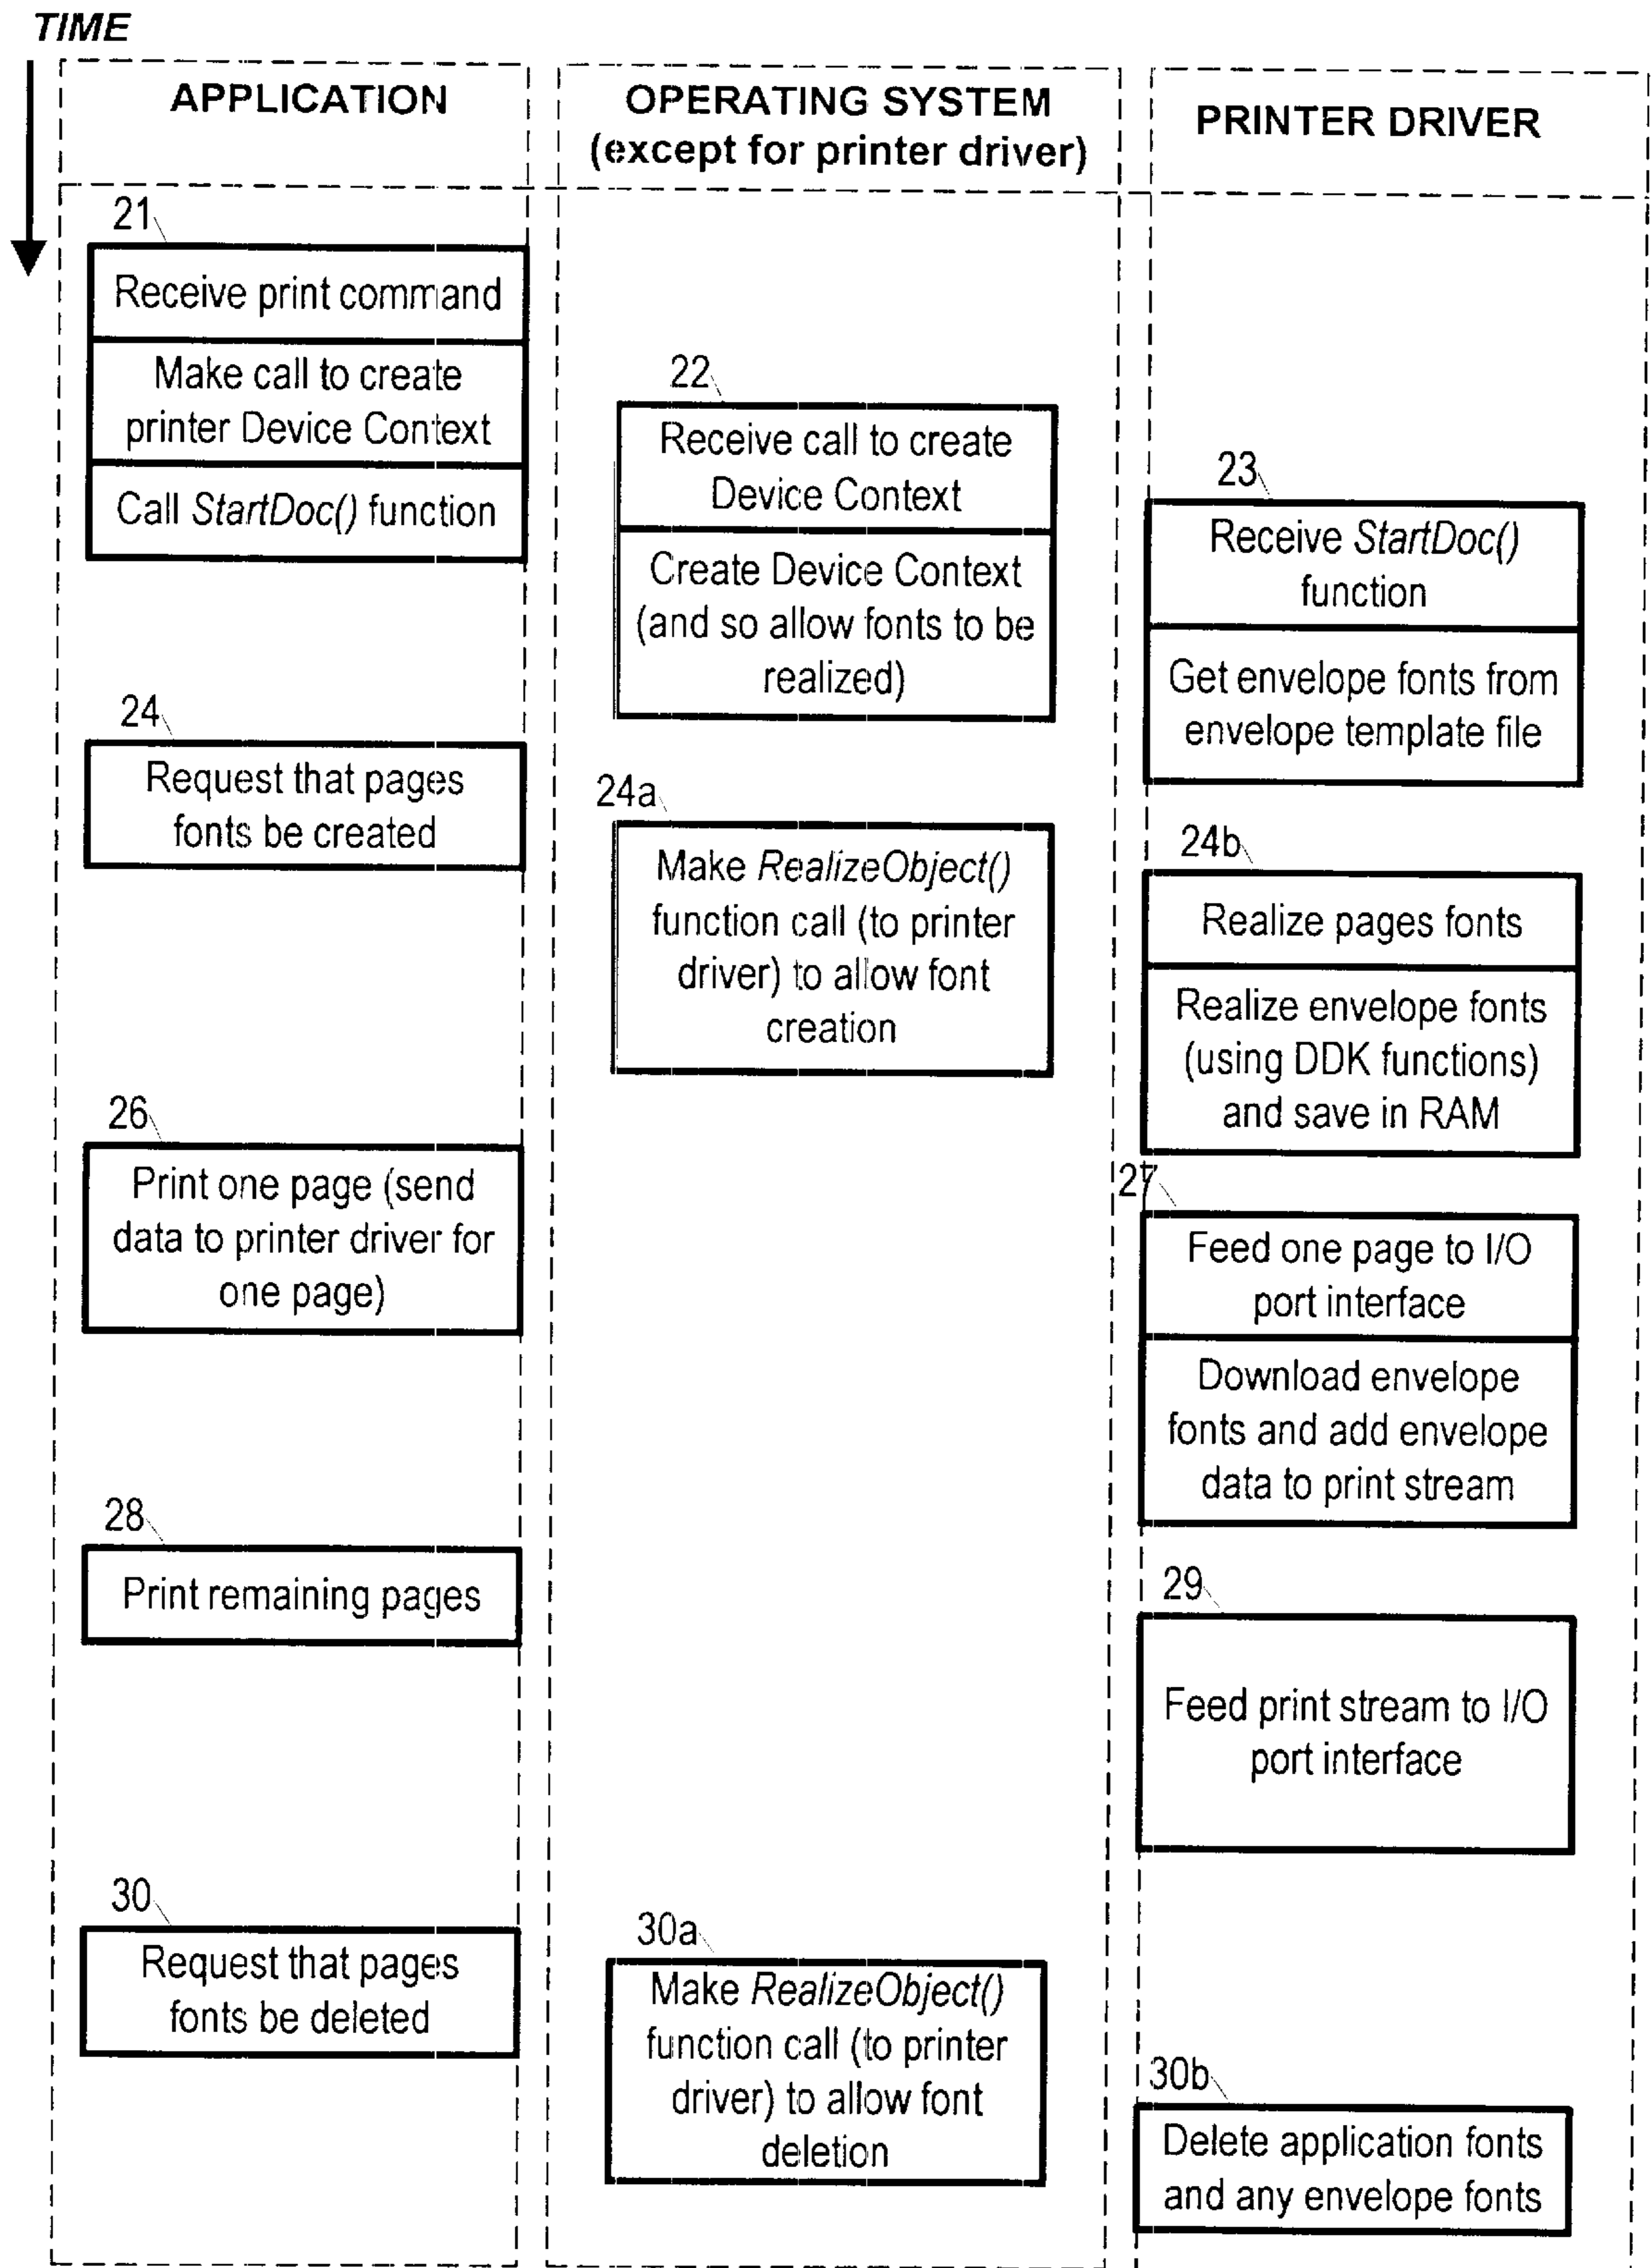 TIME
APPLICATION
OPERATING SYSTEM
(except for printer driver)
PRINTER DRIVER
21
Receive print command
Make call to create
printer Device Context
Call StartDoc() function
22
Receive call to create
Device Context
Create Device Context
(and so allow fonts to be
realized)
23
Receive StartDoc()
function
Get envelope fonts from
envelope template file
24
Request that pages
fonts be created
24a
Make RealizeObject()
function call (to printer
driver) to allow font
creation
24b
Realize pages fonts
Realize envelope fonts
(using DDK functions)
and save in RAM
26
Print one page (send
data to printer driver for
one page)
27
Feed one page to I/O
port interface
Download envelope
fonts and add envelope
data to print stream
28
Print remaining pages
29
Feed print stream to I/O
port interface
30
Request that pages
fonts be deleted
30a
Make RealizeObject()
function call (to printer
driver) to allow font
deletion
30b
Delete application fonts
and any envelope fonts